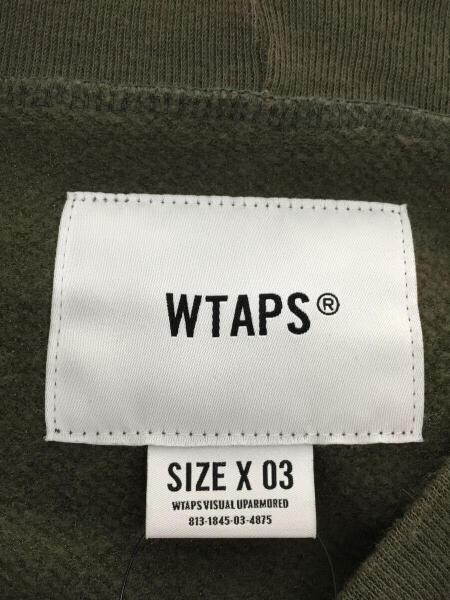 WTAPS®
SIZE X 03
WTAPS VISUAL UPARMORED
813-1845-03-4875